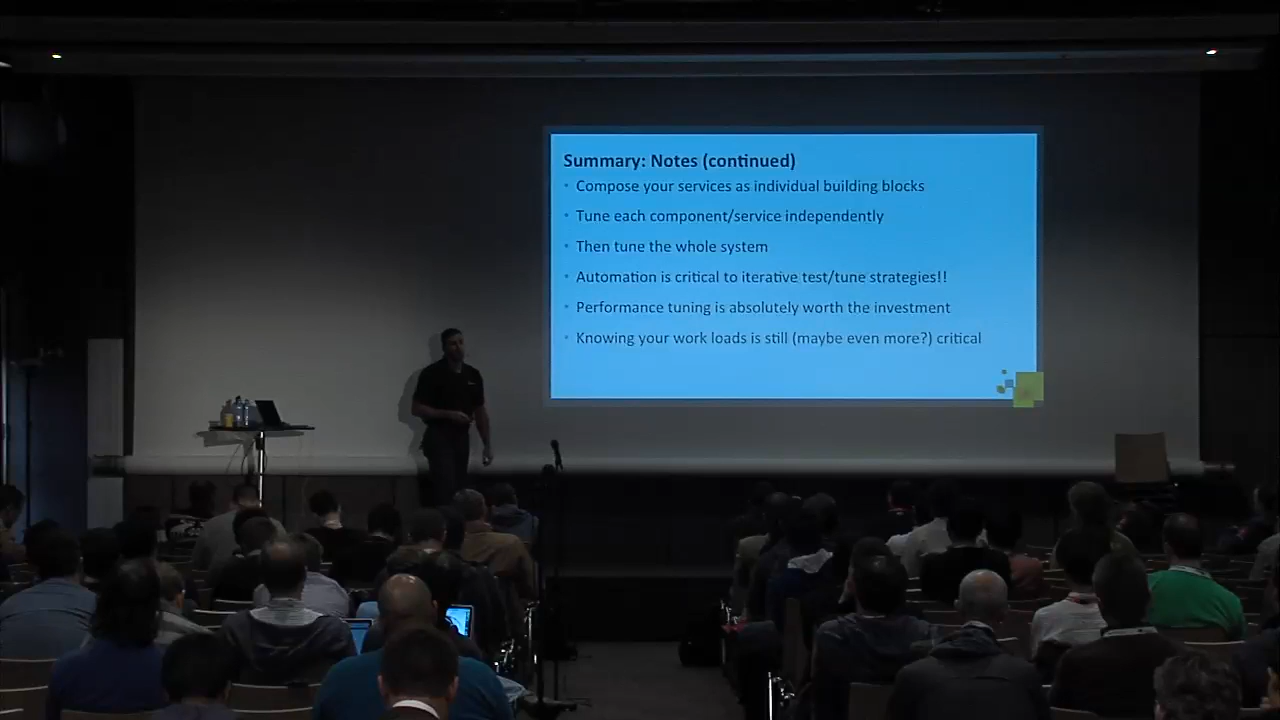 Summary: Notes (continued)
• Compose your services as individual building blocks
• Tune each component/service independently
• Then tune the whole system
• Automation is critical to iterative test/tune strategies!!
• Performance tuning is absolutely worth the investment
• Knowing your work loads is still (maybe even more?) critical